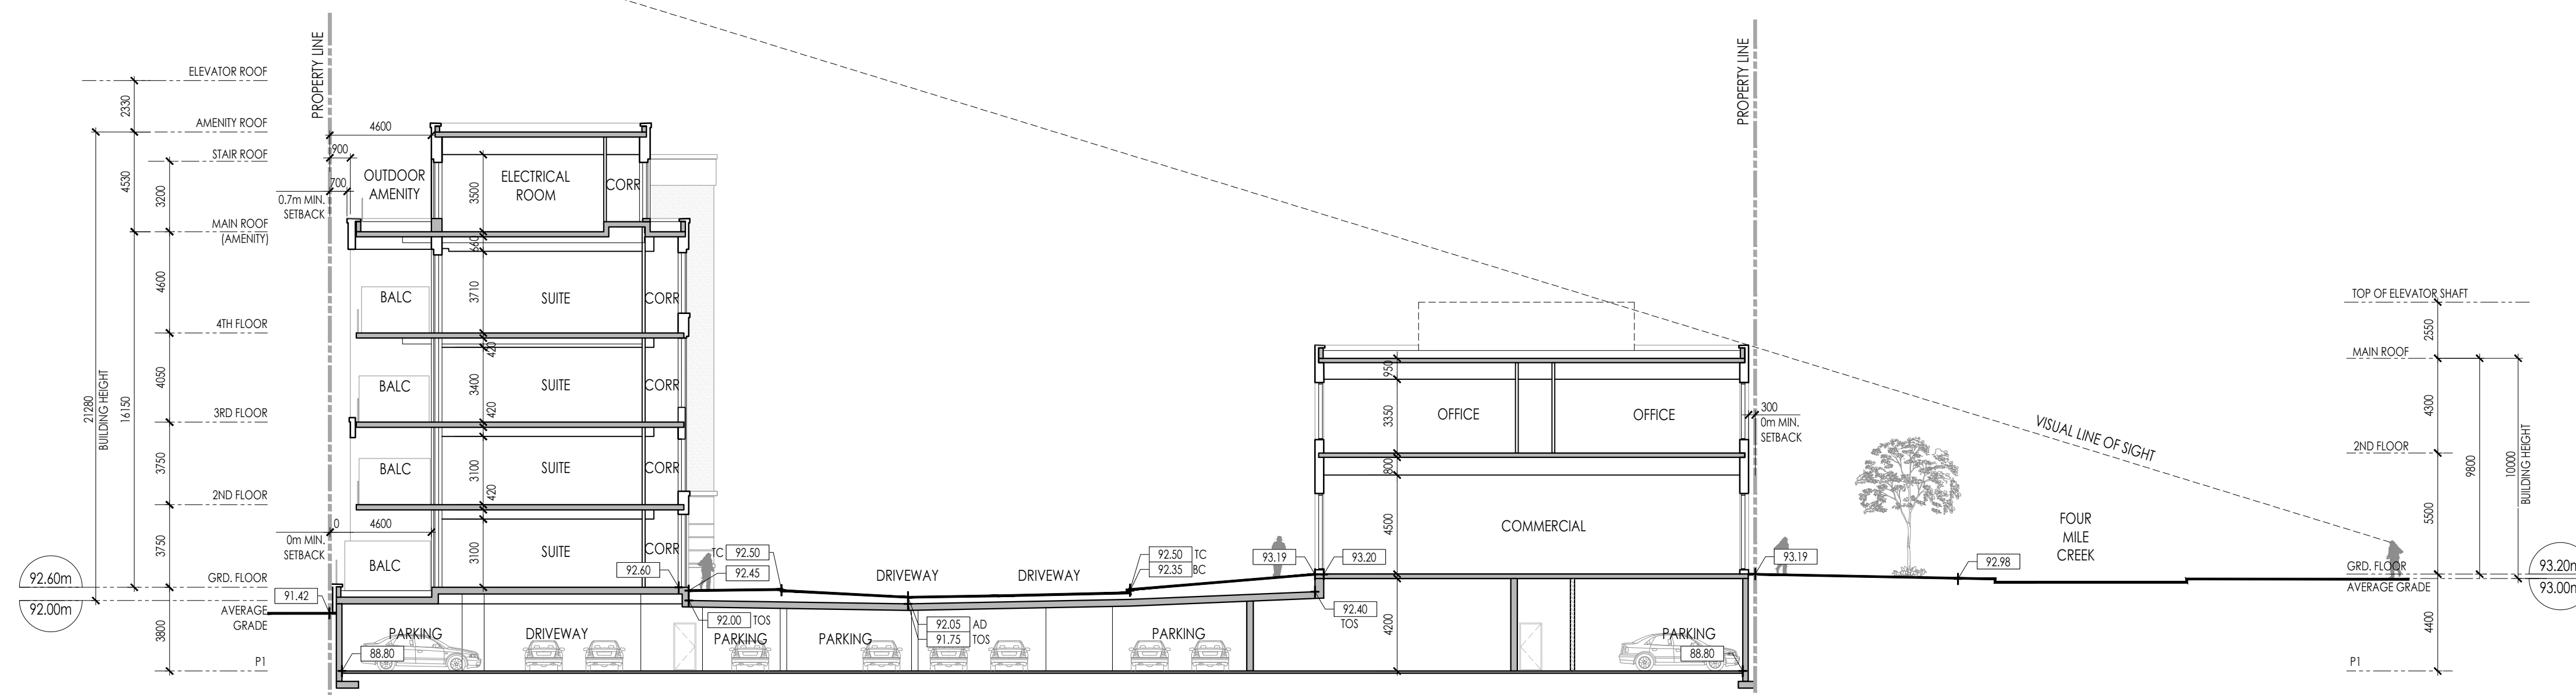 PROPERTY LINE
ELEVATOR ROOF
2330
AMENITY ROOF
4600
STAIR ROOF
900
4530
3200
700
0.7m MIN.
SETBACK
OUTDOOR
AMENITY
ELECTRICAL
ROOM
CORR
3500
MAIN ROOF
(AMENITY)
660
4600
BALC
3710
SUITE
CORR
4TH FLOOR
420
21280
BUILDING HEIGHT
16150
4050
BALC
3400
SUITE
CORR
3RD FLOOR
420
3750
BALC
3100
SUITE
CORR
2ND FLOOR
420
0
4600
0m MIN.
SETBACK
3750
BALC
3100
SUITE
CORR
92.60m
92.00m
GRD. FLOOR
91.42
AVERAGE
GRADE
3800
P1
88.80
PARKING
DRIVEWAY
92.60
TC 92.50
92.45
92.00 TOS
PARKING
PARKING
DRIVEWAY
DRIVEWAY
92.05 AD
91.75 TOS
92.50 TC
92.35 BC
PARKING
93.19
93.20
92.40
TOS
4200
950
OFFICE
OFFICE
3350
800
4500
COMMERCIAL
PARKING
88.80
PROPERTY LINE
300
0m MIN.
SETBACK
93.19
92.98
VISUAL LINE OF SIGHT
FOUR
MILE
CREEK
TOP OF ELEVATOR SHAFT
2550
MAIN ROOF
4300
9800
10000
BUILDING HEIGHT
2ND FLOOR
5500
GRD. FLOOR
AVERAGE GRADE
93.20m
93.00m
4400
P1